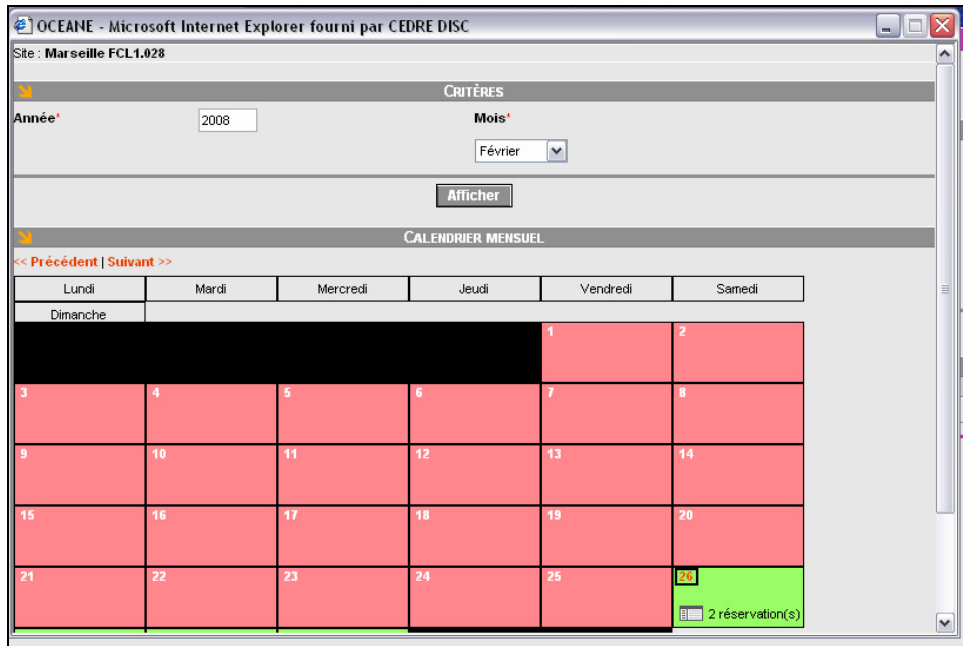 OCEANE - Microsoft Internet Explorer fourni par CEDRE DISC
Site : Marseille FCL1.028
CRITÈRES
Année* 2008 Mois*
Février
Afficher
CALENDRIER MENSUEL
<< Précédent | Suivant >>
Lundi Mardi Mercredi Jeudi Vendredi Samedi
Dimanche
1 2
3 4 5 6 7 8
9 10 11 12 13 14
15 16 17 18 19 20
21 22 23 24 25 26
2 réservation(s)